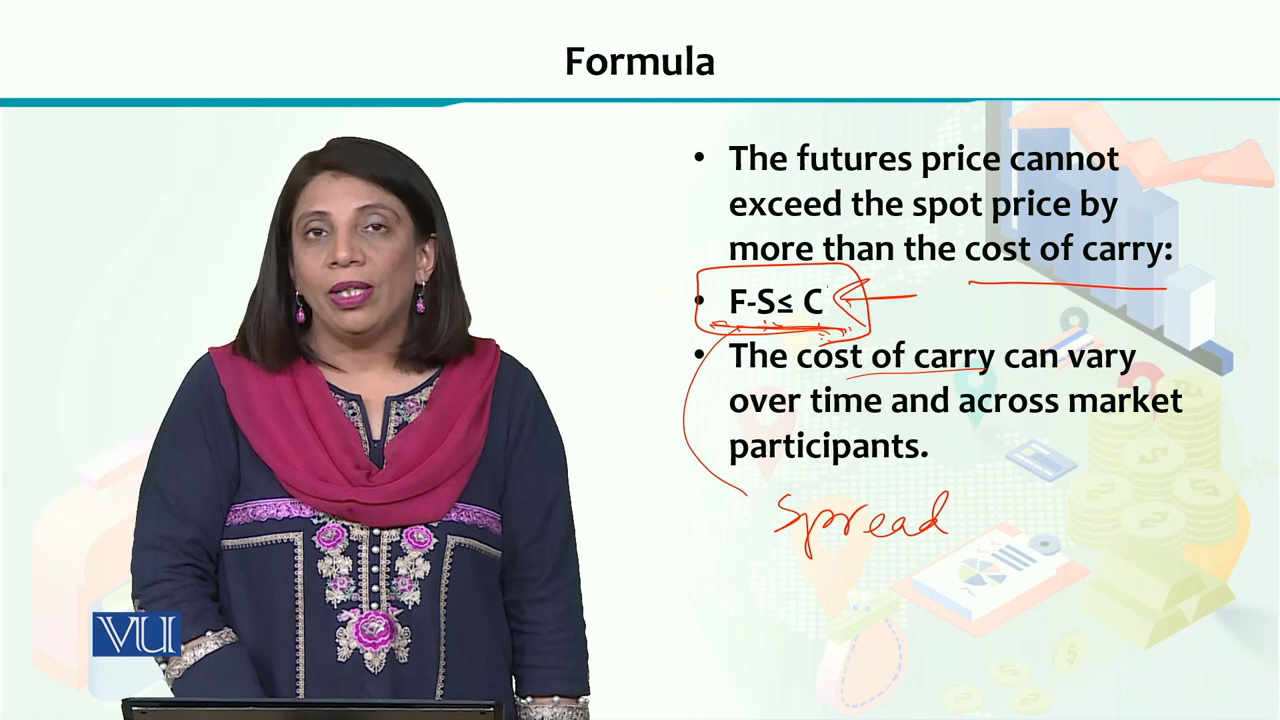 Formula
• The futures price cannot
exceed the spot price by
more than the cost of carry:
• F-S≤ C
• The cost of carry can vary
over time and across market
participants.
Spread
VU